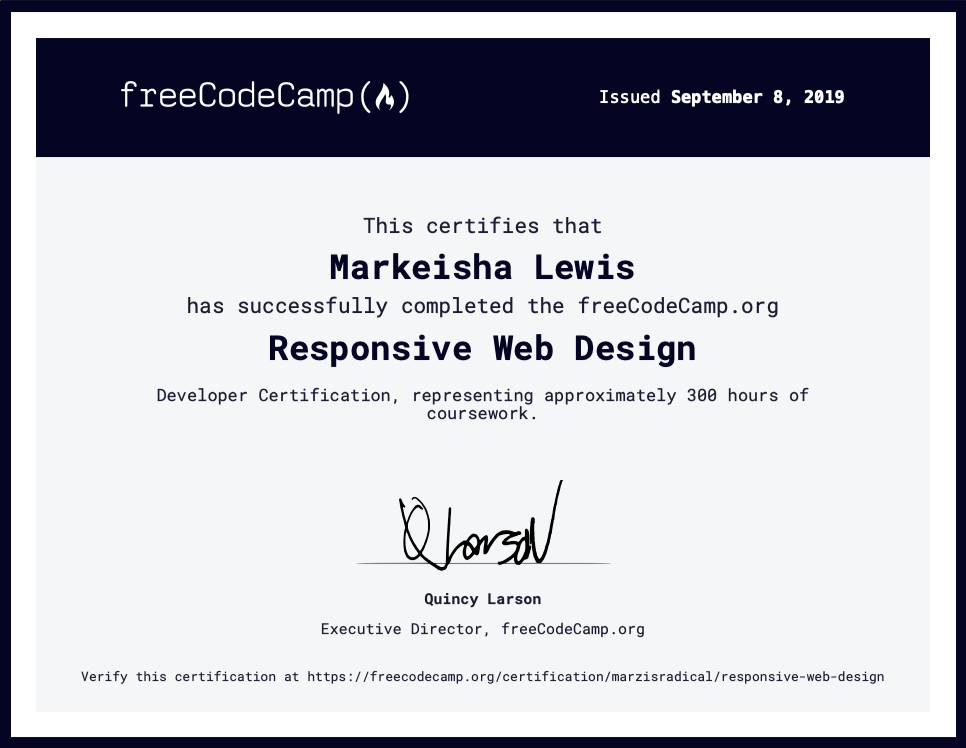 freeCodeCamp(🔥)
Issued September 8, 2019
This certifies that
Markeisha Lewis
has successfully completed the freeCodeCamp.org
Responsive Web Design
Developer Certification, representing approximately 300 hours of
coursework.
Q Larson
Quincy Larson
Executive Director, freeCodeCamp.org
Verify this certification at https://freecodecamp.org/certification/marzisradical/responsive-web-design